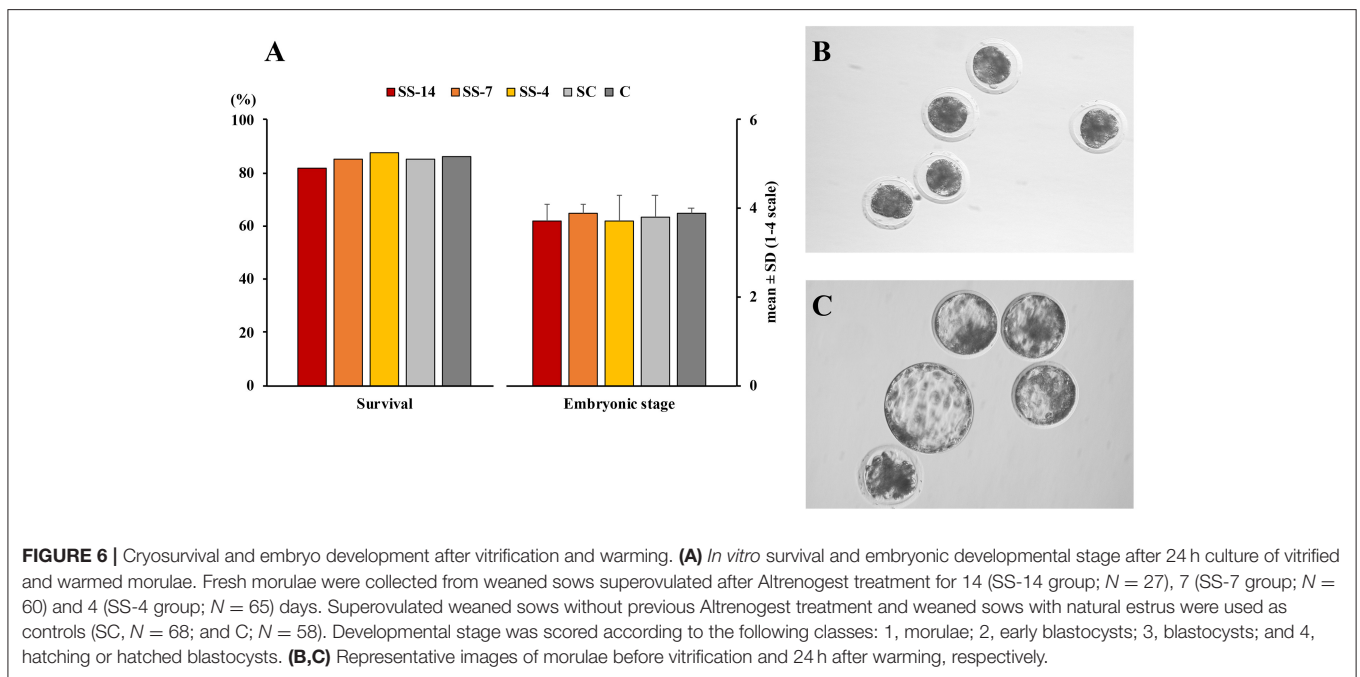 A
SS-14 SS-7 SS-4 SC C
(%)
100
80
60
40
20
0
Survival
Embryonic stage
6
4
2
0
mean ± SD (1-4 scale)
B
C
FIGURE 6 | Cryosurvival and embryo development after vitrification and warming. (A) In vitro survival and embryonic developmental stage after 24 h culture of vitrified
and warmed morulae. Fresh morulae were collected from weaned sows superovulated after Altrenogest treatment for 14 (SS-14 group; N = 27), 7 (SS-7 group; N =
60) and 4 (SS-4 group; N = 65) days. Superovulated weaned sows without previous Altrenogest treatment and weaned sows with natural estrus were used as
controls (SC, N = 68; and C; N = 58). Developmental stage was scored according to the following classes: 1, morulae; 2, early blastocysts; 3, blastocysts; and 4,
hatching or hatched blastocysts. (B,C) Representative images of morulae before vitrification and 24 h after warming, respectively.